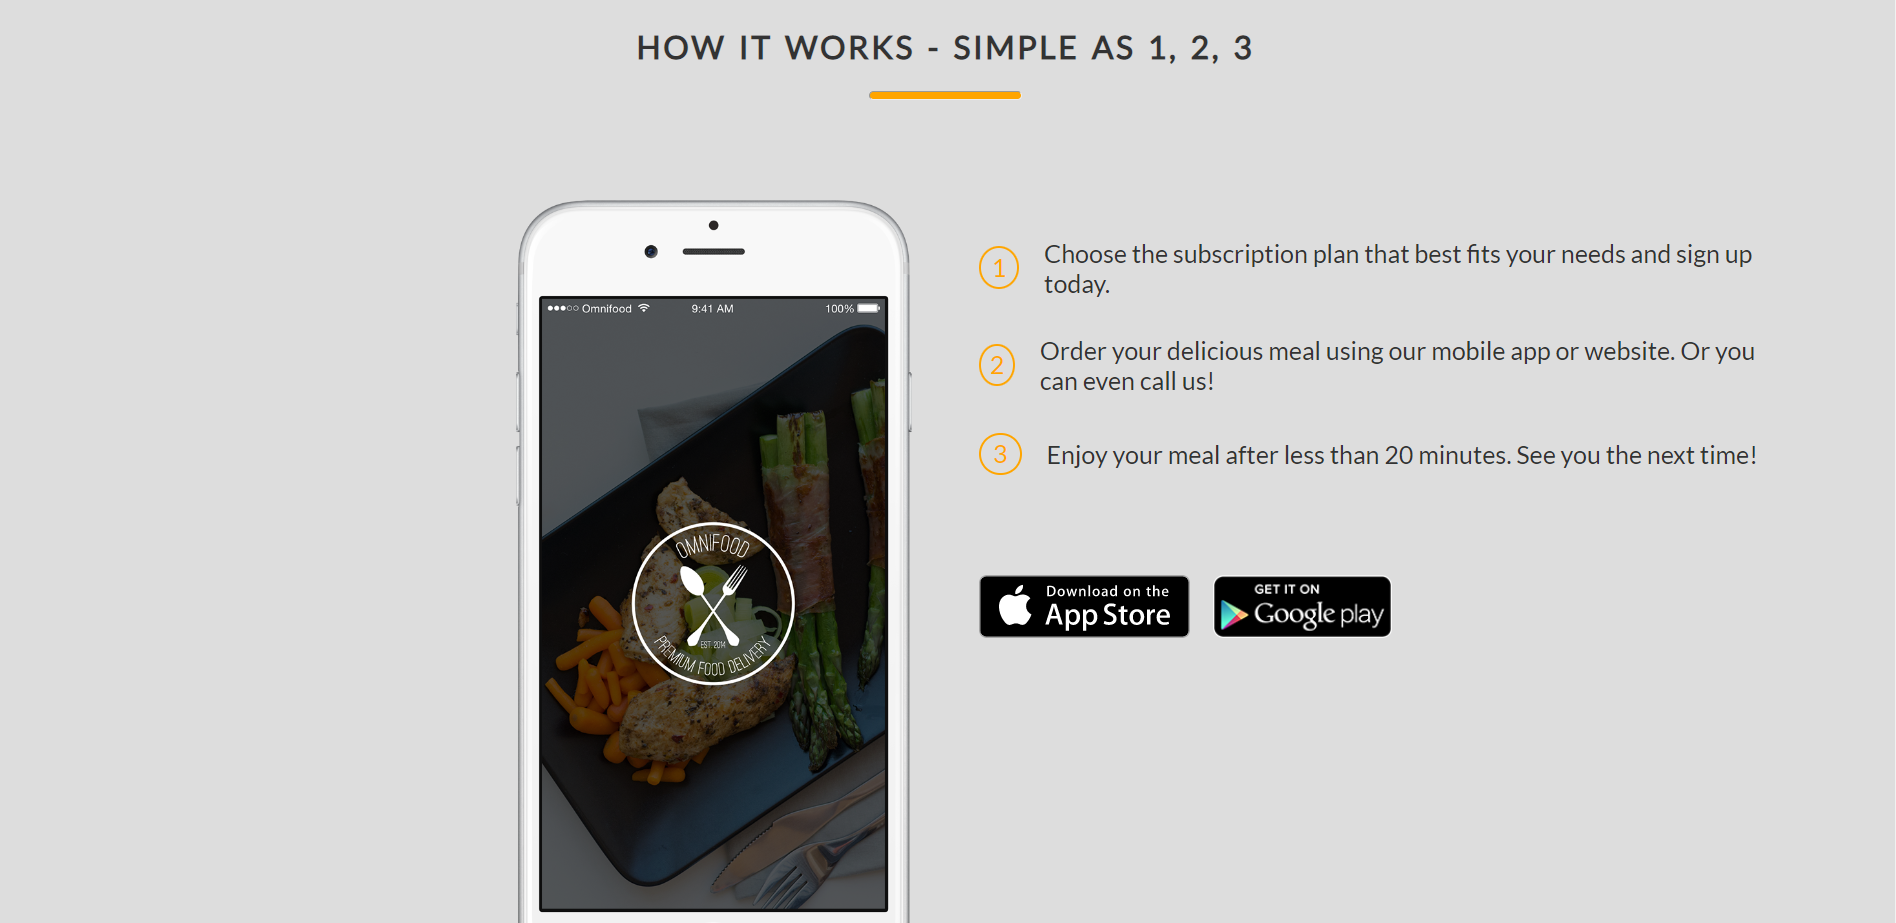 HOW IT WORKS - SIMPLE AS 1, 2, 3
Omnifood
9:41 AM
100%
OMNIFOOD
EST. 2014
PREMIUM FOOD DELIVERY
1
Choose the subscription plan that best fits your needs and sign up
today.
2
Order your delicious meal using our mobile app or website. Or you
can even call us!
3
Enjoy your meal after less than 20 minutes. See you the next time!
Download on the
App Store
GET IT ON
Google play